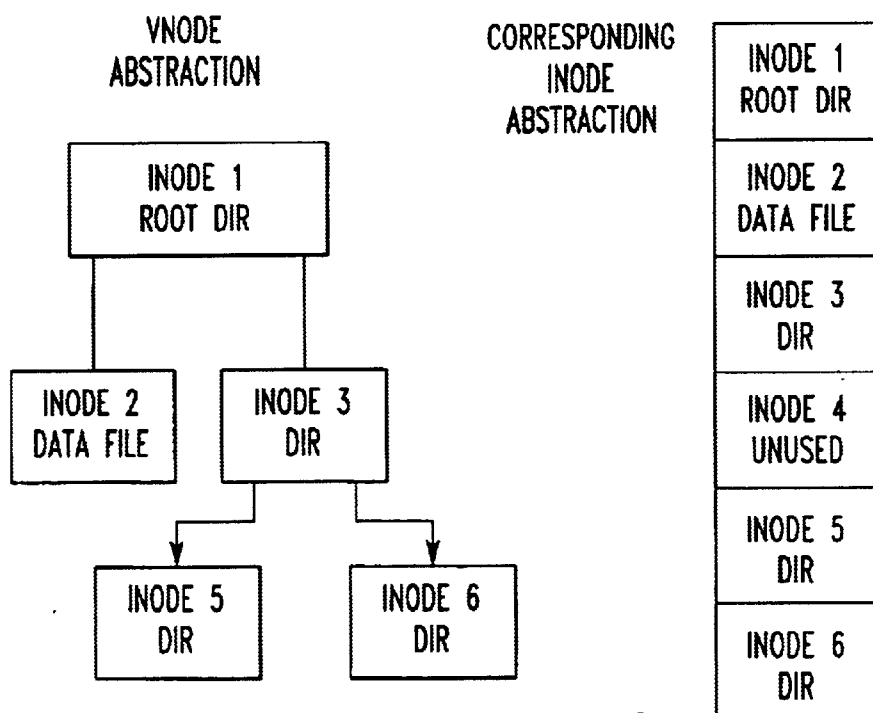 VNODE
ABSTRACTION
INODE 1
ROOT DIR
INODE 2
DATA FILE
INODE 3
DIR
INODE 5
DIR
INODE 6
DIR
CORRESPONDING
INODE
ABSTRACTION
INODE 1
ROOT DIR
INODE 2
DATA FILE
INODE 3
DIR
INODE 4
UNUSED
INODE 5
DIR
INODE 6
DIR